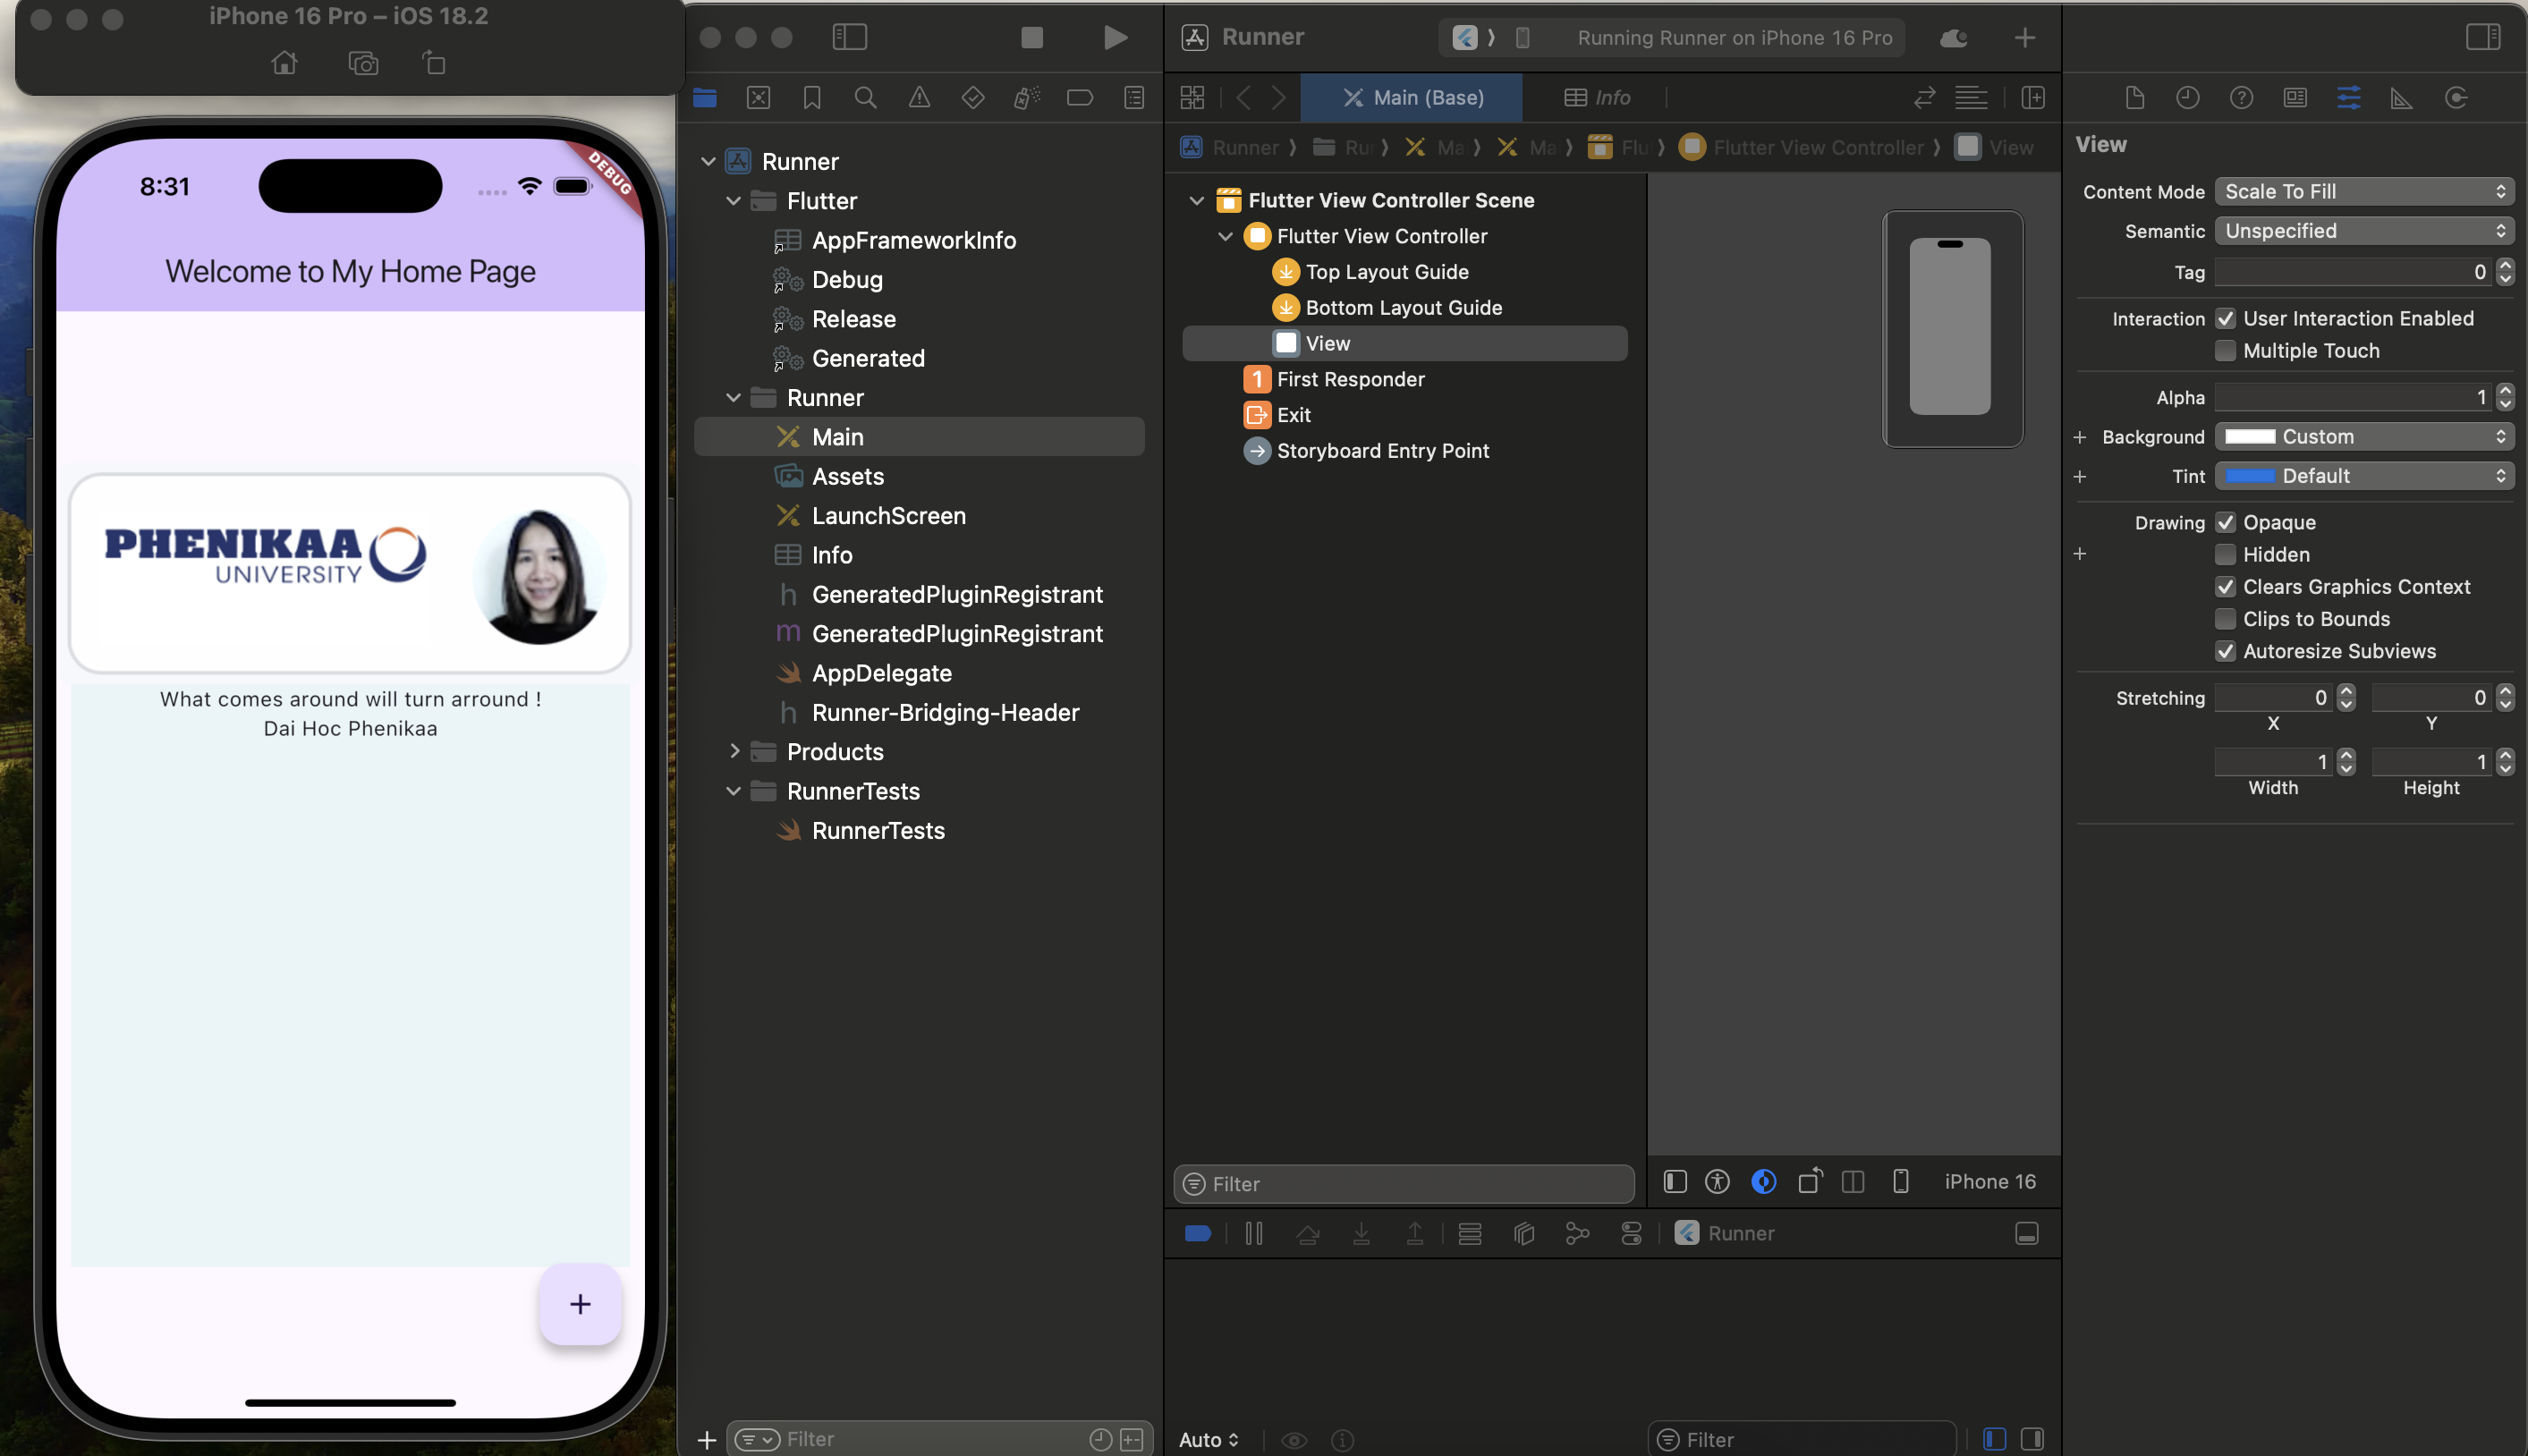 iPhone 16 Pro – iOS 18.2
8:31
DEBUG
Welcome to My Home Page
PHENIKAA
UNIVERSITY
What comes around will turn arround !
Dai Hoc Phenikaa
Runner
Flutter
AppFrameworkInfo
Debug
Release
Generated
Runner
Main
Assets
LaunchScreen
Info
h GeneratedPluginRegistrant
m GeneratedPluginRegistrant
AppDelegate
h Runner-Bridging-Header
Products
RunnerTests
RunnerTests
Filter
Runner
Running Runner on iPhone 16 Pro
Main (Base)
Info
Runner
Flutter View Controller
View
Flutter View Controller Scene
Flutter View Controller
Top Layout Guide
Bottom Layout Guide
View
1 First Responder
Exit
Storyboard Entry Point
Filter
iPhone 16
Runner
Auto
Filter
View
Content Mode Scale To Fill
Semantic Unspecified
Tag 0
Interaction User Interaction Enabled
Multiple Touch
Alpha 1
Background Custom
Tint Default
Drawing Opaque
Hidden
Clears Graphics Context
Clips to Bounds
Autoresize Subviews
Stretching 0 0
X Y
1 1
Width Height